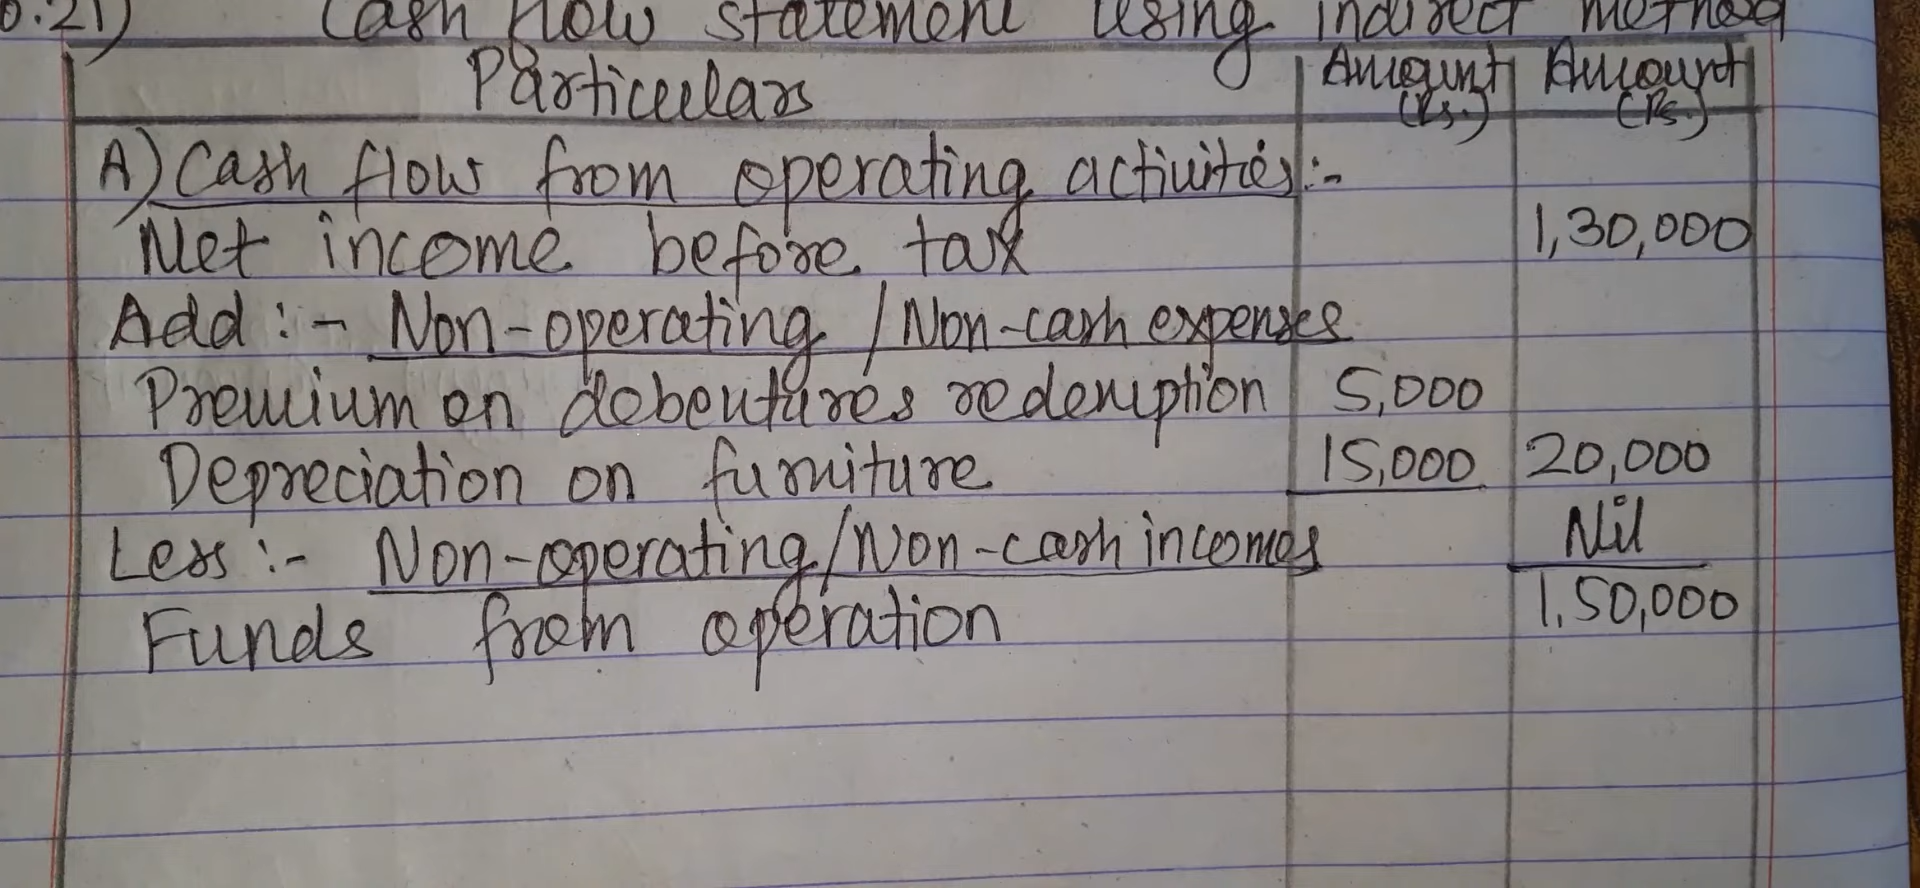 0.21) Cash flow statement using indirect method
Particulars Amount (Rs.) Amount (Rs.)
A) Cash flow from operating activities:-
Net income before tax 1,30,000
Add :- Non-operating / Non-cash expenses
Premium on debentures redemption 5,000
Depreciation on furniture 15,000 20,000
Less :- Non-operating/Non-cash incomes Nil
Funds from operation 1,50,000